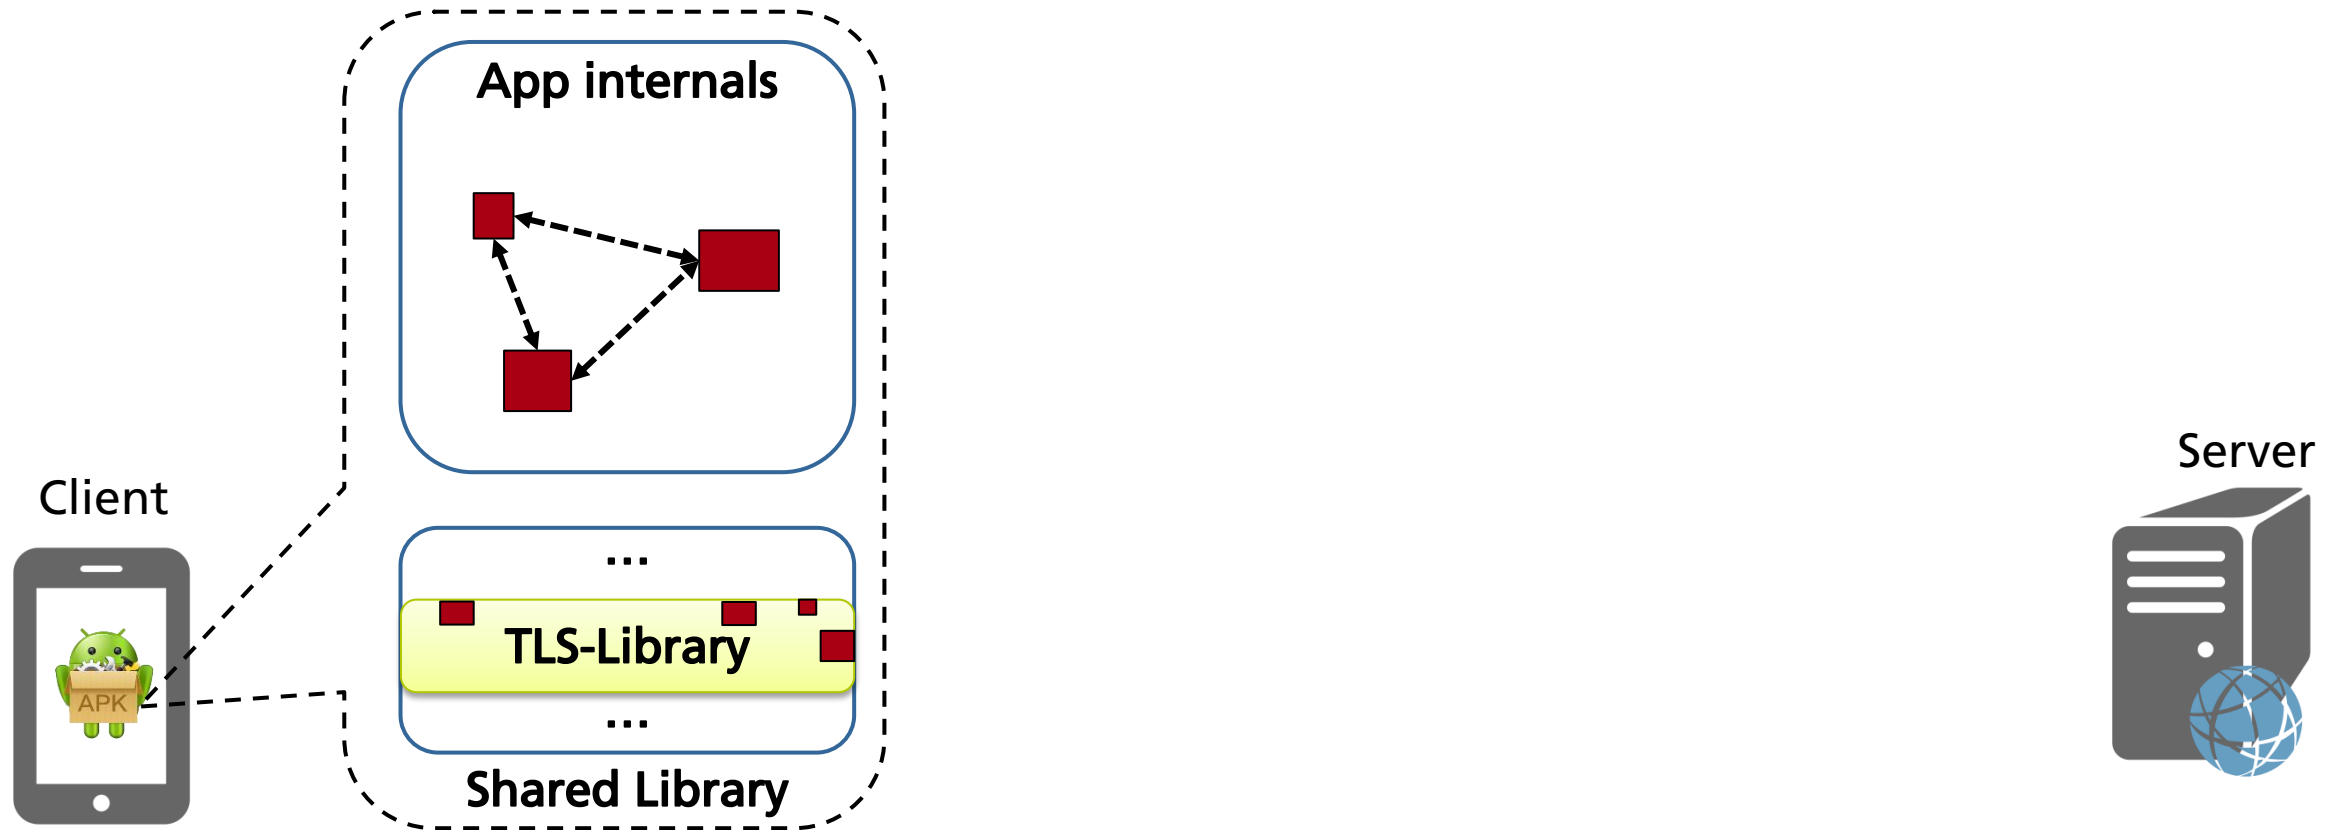 App internals
Client
Server
...
TLS-Library
APK
...
Shared Library